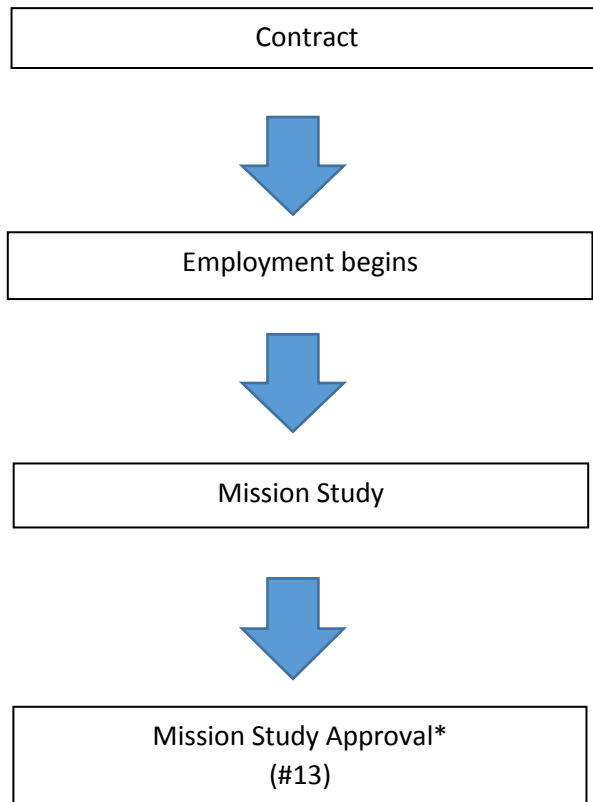 Contract
Employment begins
Mission Study
Mission Study Approval*
(#13)